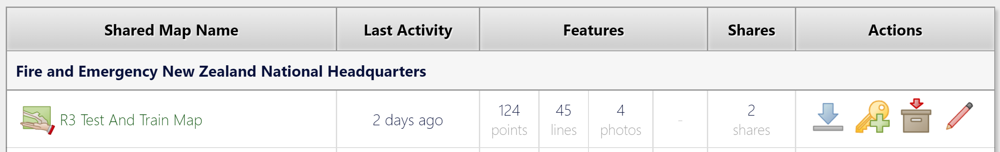 Shared Map Name Last Activity Features Shares Actions
Fire and Emergency New Zealand National Headquarters
R3 Test And Train Map 2 days ago 124 45 4 - 2
points lines photos shares